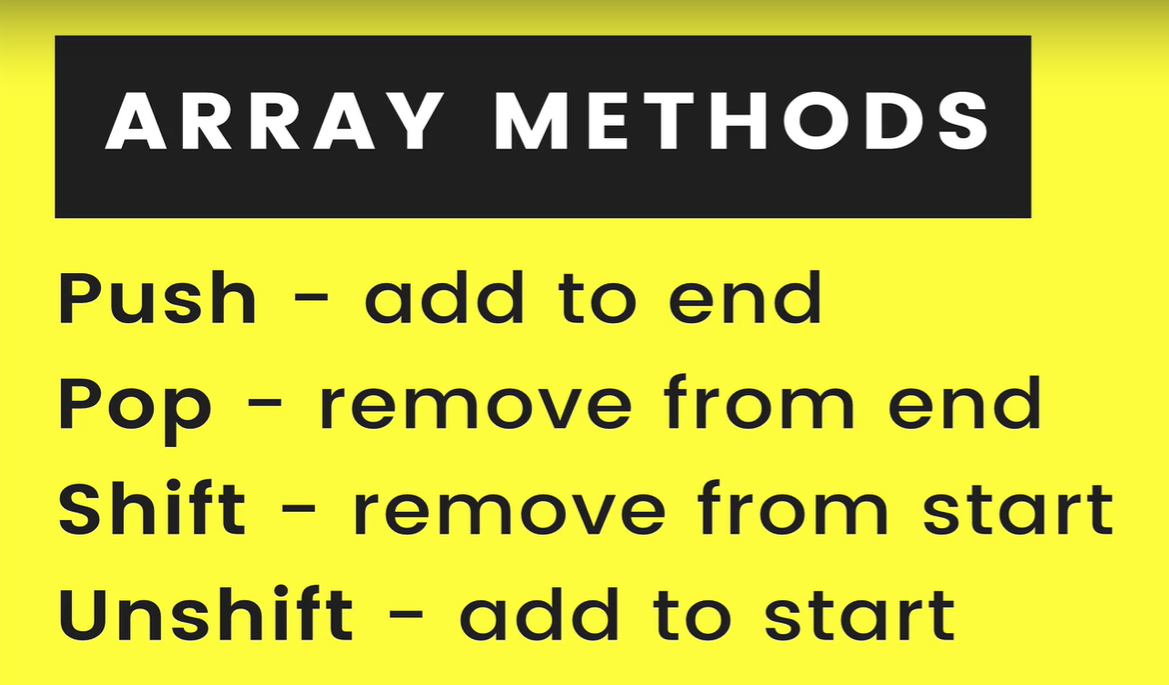 ARRAY METHODS
Push - add to end
Pop - remove from end
Shift - remove from start
Unshift - add to start